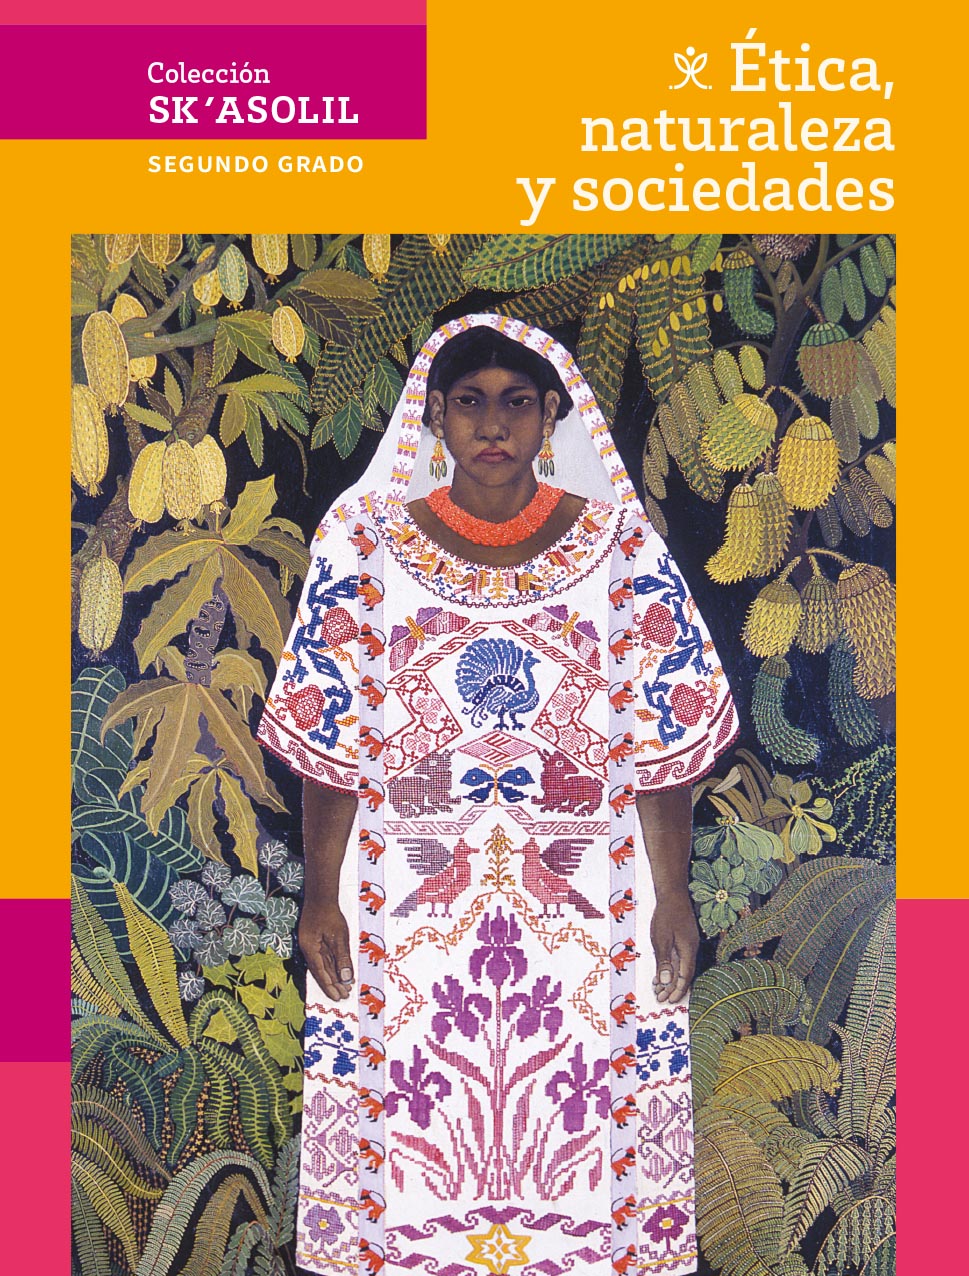 Colección
SK'ASOLIL
SEGUNDO GRADO
Ética,
naturaleza
y sociedades